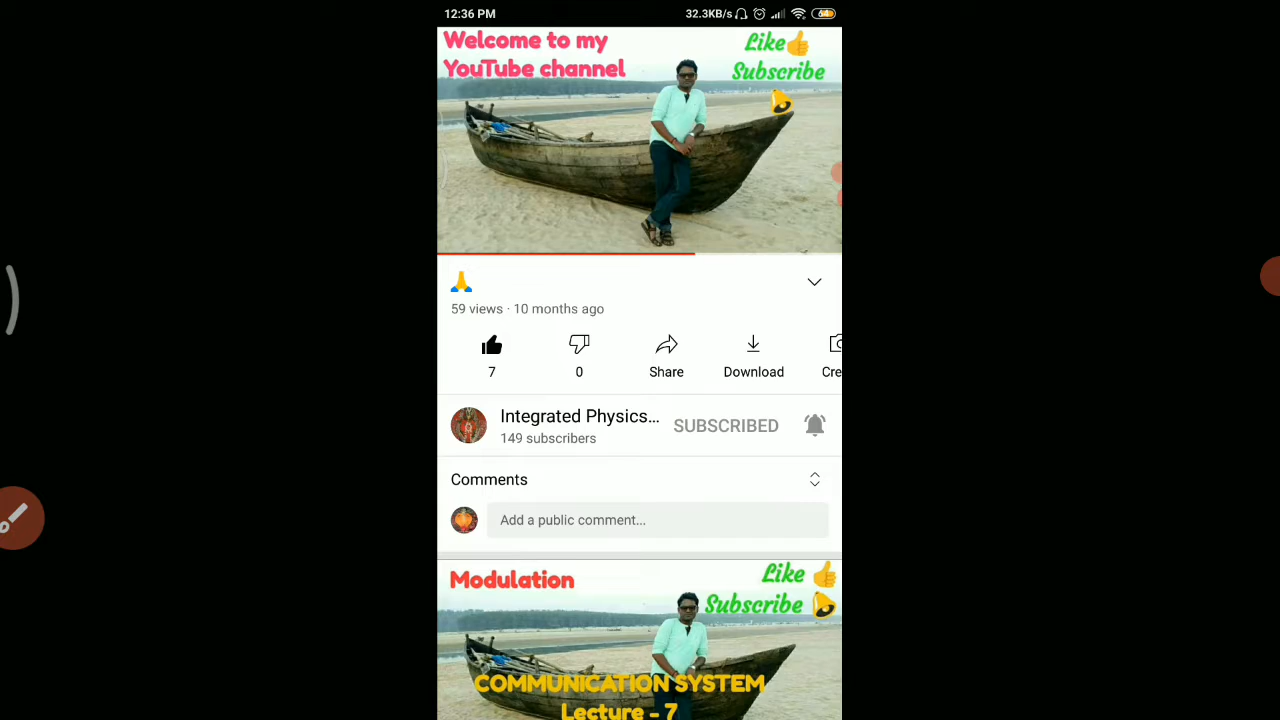 12:36 PM 32.3KB/s 64
Welcome to my
YouTube channel
Like👍
Subscribe
🔔
🙏
59 views · 10 months ago
7 0 Share Download Cre
Integrated Physics... SUBSCRIBED
149 subscribers
Comments
Add a public comment...
Modulation
Like 👍
Subscribe 🔔
COMMUNICATION SYSTEM
Lecture - 7